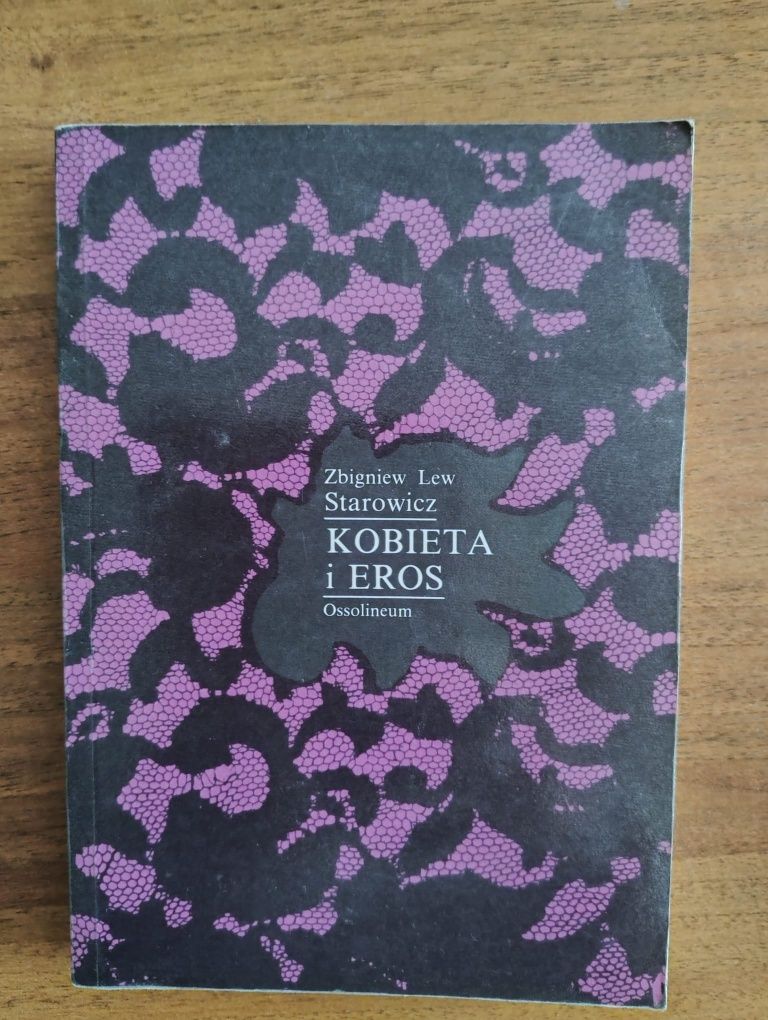 Zbigniew Lew
Starowicz
KOBIETA
i EROS
Ossolineum